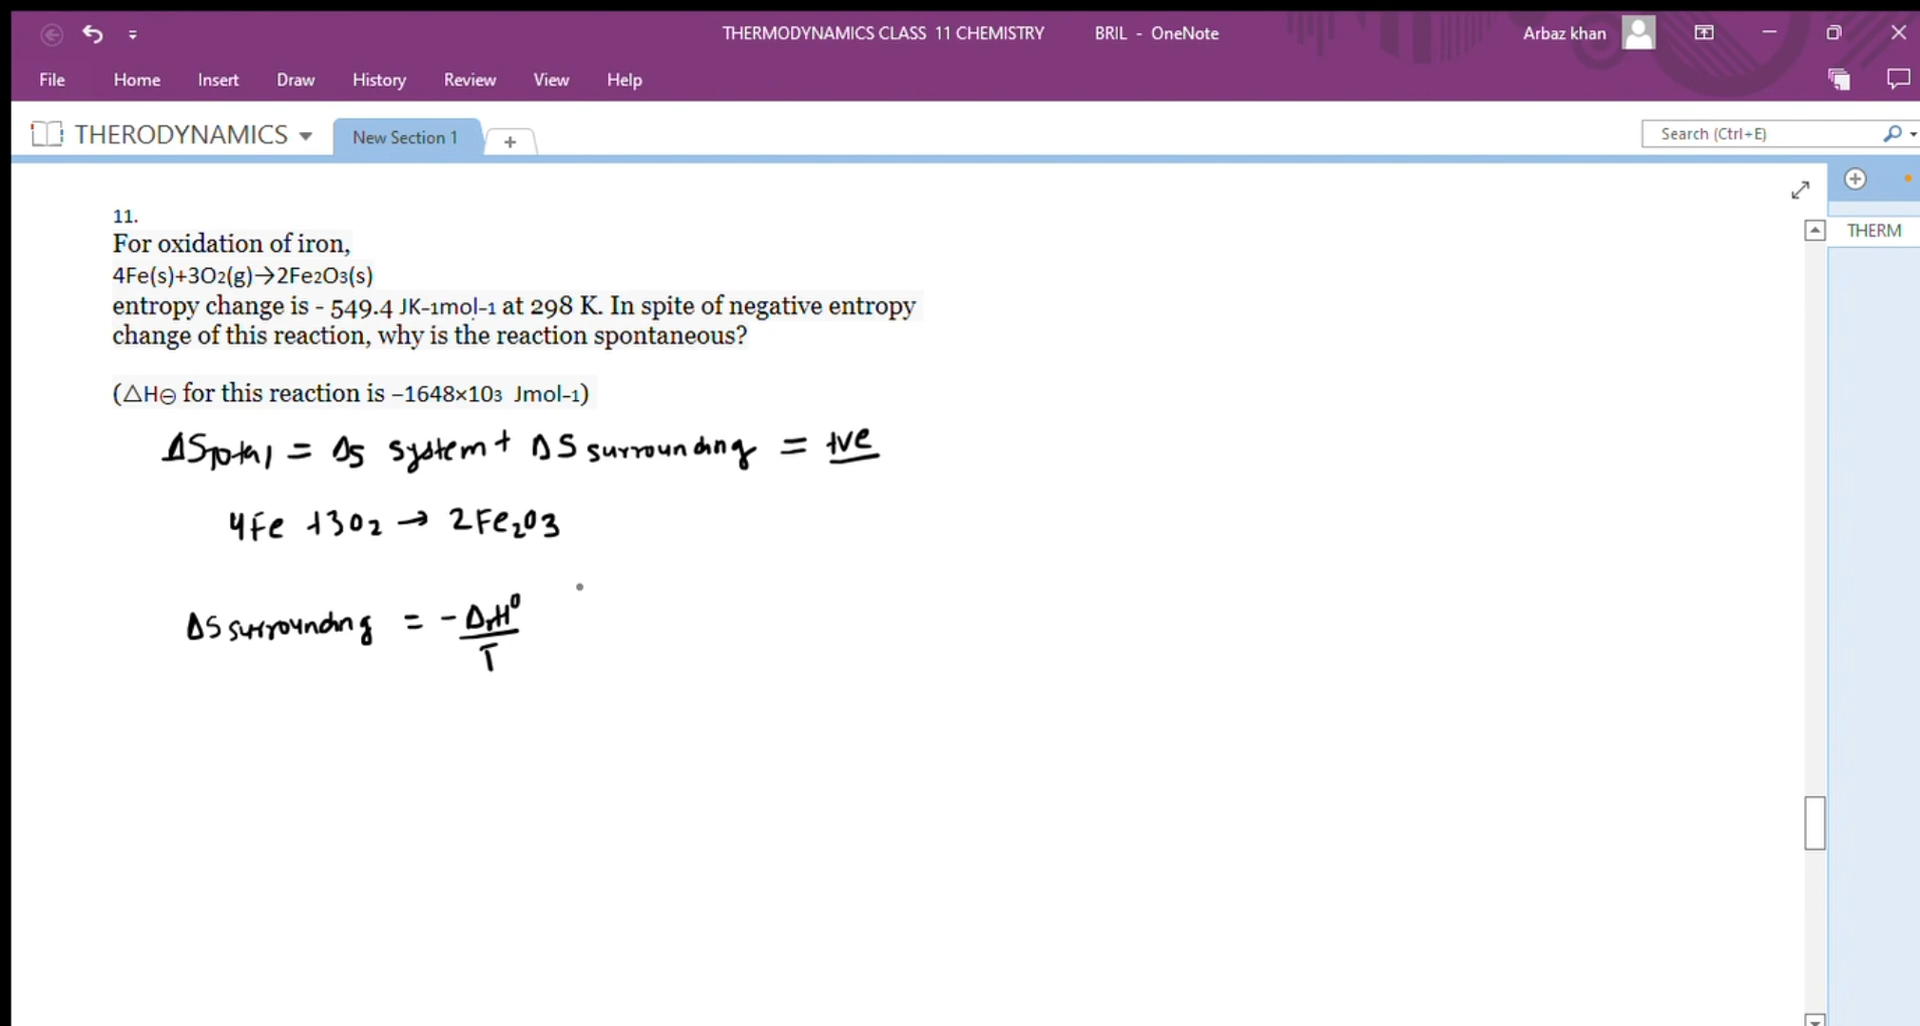 THERMODYNAMICS CLASS 11 CHEMISTRY BRIL - OneNote
Arbaz khan
File Home Insert Draw History Review View Help
THERODYNAMICS New Section 1 +
Search (Ctrl+E)
THERM
11.
For oxidation of iron,
4Fe(s)+3O2(g)→2Fe2O3(s)
entropy change is - 549.4 JK-1mol-1 at 298 K. In spite of negative entropy
change of this reaction, why is the reaction spontaneous?
(△H⊖ for this reaction is −1648×103 Jmol-1)
ΔS Total = Δs system + ΔS surrounding = +ve
4Fe + 3O2 → 2Fe2O3
ΔS surrounding = - ΔrH⁰
T